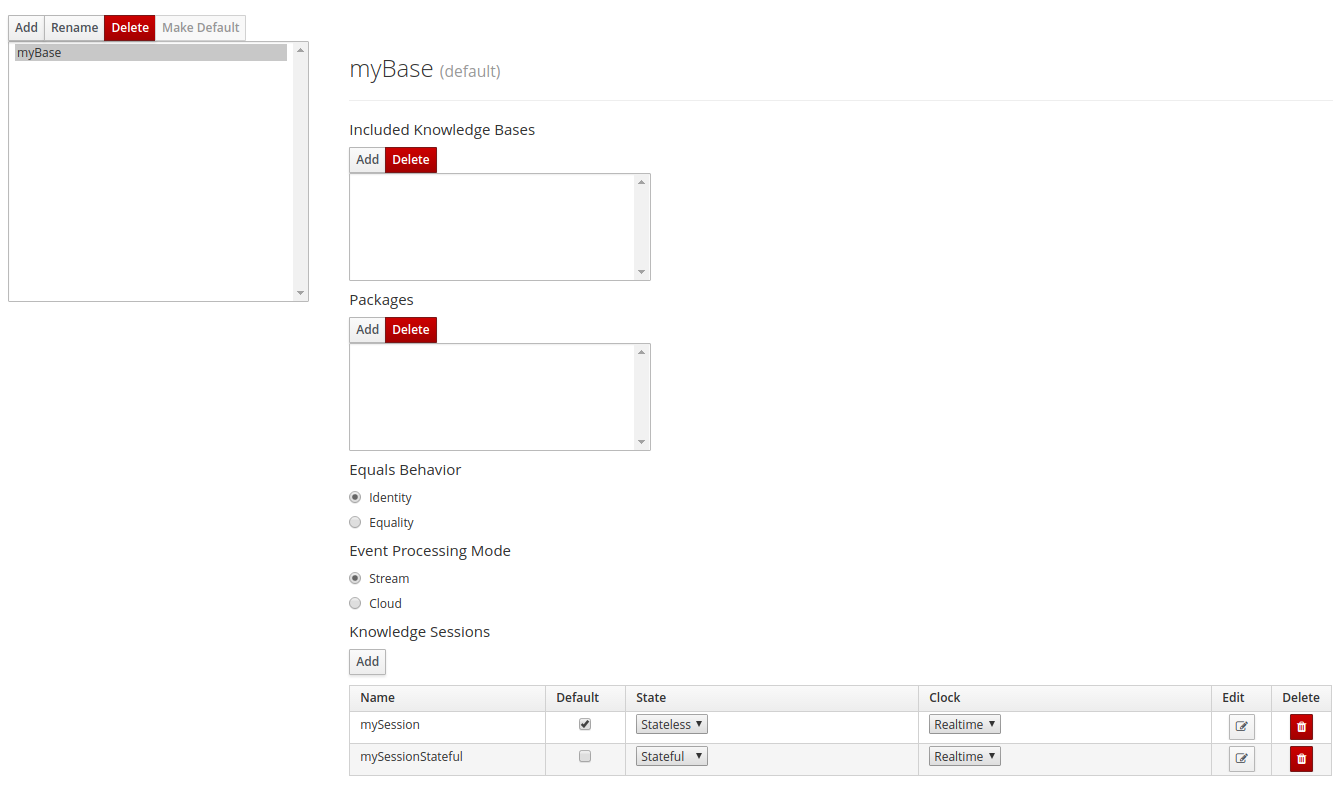 Add Rename Delete Make Default
myBase
myBase (default)
Included Knowledge Bases
Add Delete
Packages
Add Delete
Equals Behavior
Identity
Equality
Event Processing Mode
Stream
Cloud
Knowledge Sessions
Add
Name Default State Clock Edit Delete
mySession Stateless Realtime
mySessionStateful Stateful Realtime